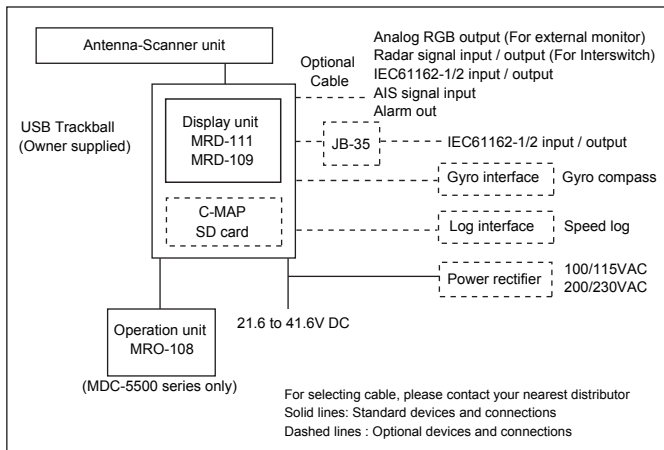 Antenna-Scanner unit
Optional
Cable
Analog RGB output (For external monitor)
Radar signal input / output (For Interswitch)
IEC61162-1/2 input / output
AIS signal input
Alarm out
USB Trackball
(Owner supplied)
Display unit
MRD-111
MRD-109
JB-35
IEC61162-1/2 input / output
Gyro interface
Gyro compass
C-MAP
SD card
Log interface
Speed log
Power rectifier
100/115VAC
200/230VAC
21.6 to 41.6V DC
Operation unit
MRO-108
(MDC-5500 series only)
For selecting cable, please contact your nearest distributor
Solid lines: Standard devices and connections
Dashed lines : Optional devices and connections